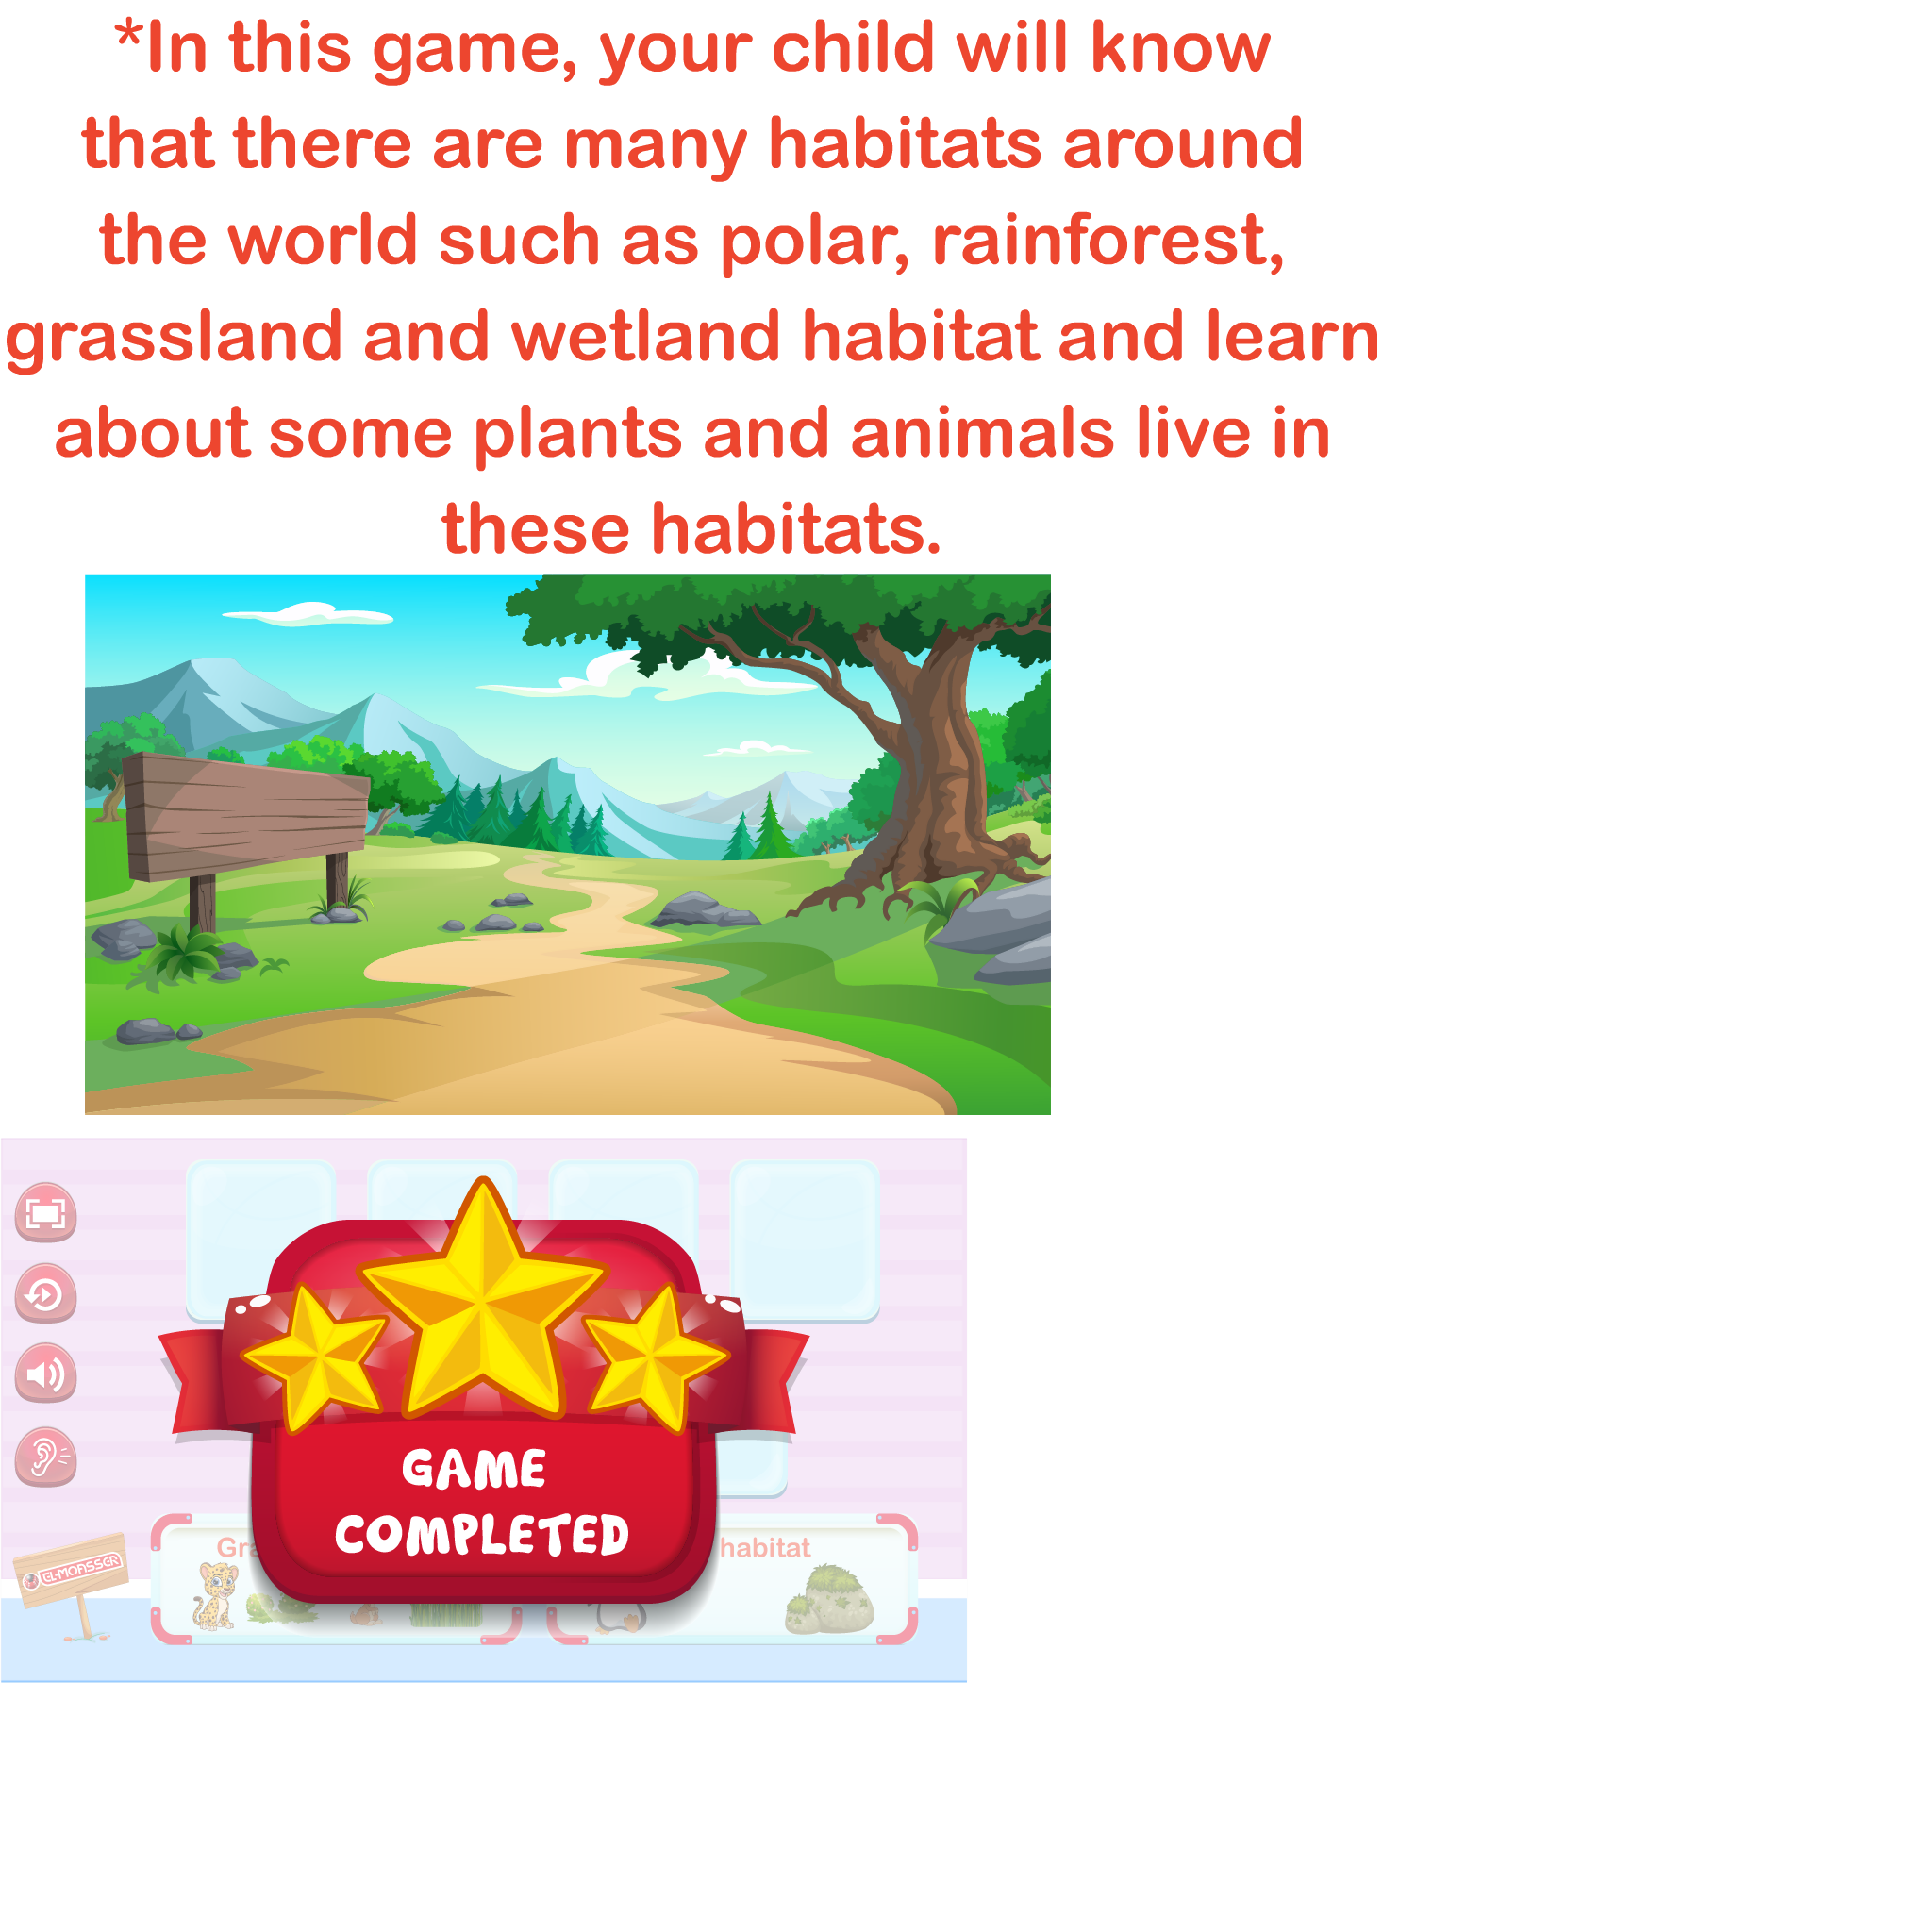 *In this game, your child will know
that there are many habitats around
the world such as polar, rainforest,
grassland and wetland habitat and learn
about some plants and animals live in
these habitats.
GAME
COMPLETED
habitat
EL-MOASSER